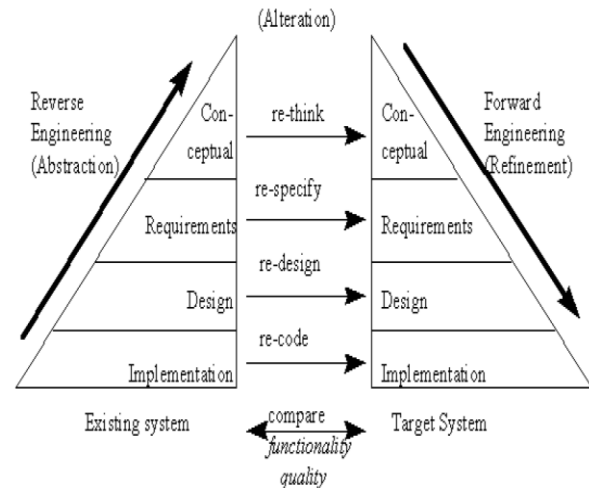 (Alteration)
Reverse
Engineering
(Abstraction)
Con-
ceptual
Requirements
Design
Implementation
re-think
re-specify
re-design
re-code
Con-
ceptual
Requirements
Design
Implementation
Forward
Engineering
(Refinement)
Existing system
compare
functionality
quality
Target System